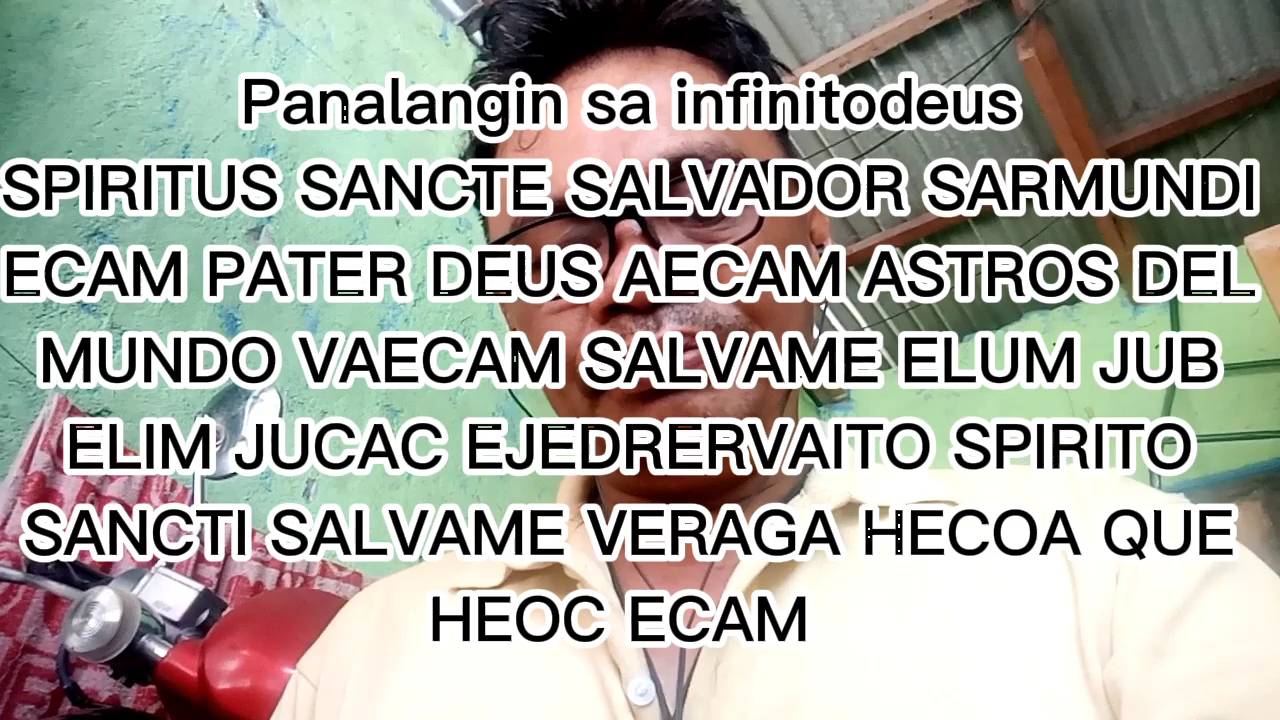 Panalangin sa infinitodeus
SPIRITUS SANCTE SALVADOR SARMUNDI
ECAM PATER DEUS AECAM ASTROS DEL
MUNDO VAECAM SALVAME ELUM JUB
ELIM JUCAC EJEDRERVAITO SPIRITO
SANCTI SALVAME VERAGA HECOA QUE
HEOC ECAM